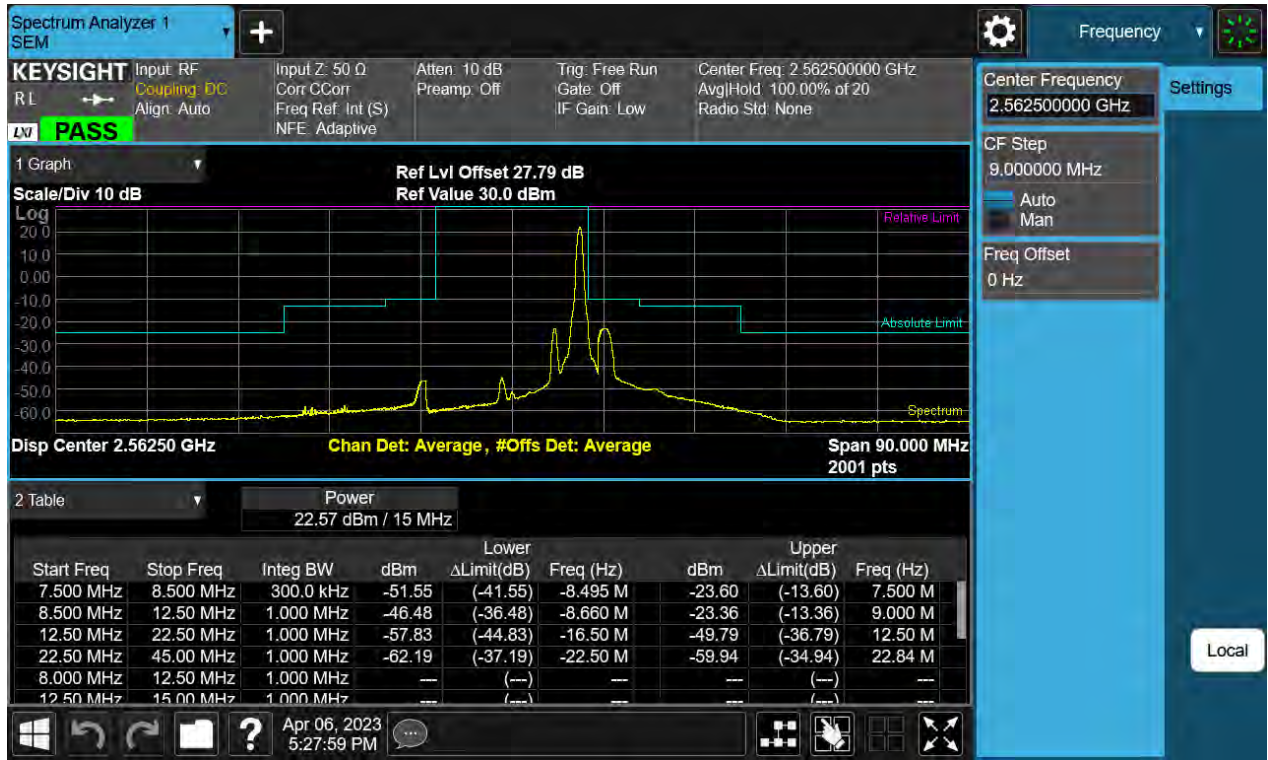 Spectrum Analyzer 1
SEM
+
Frequency
KEYSIGHT
RL
LXI
PASS
Input: RF
Coupling: DC
Align: Auto
Input Z: 50 Ω
Corr CCorr
Freq Ref: Int (S)
NFE: Adaptive
Atten: 10 dB
Preamp: Off
Trig: Free Run
Gate: Off
IF Gain: Low
Center Freq: 2.562500000 GHz
Avg|Hold: 100.00% of 20
Radio Std: None
Center Frequency
2.562500000 GHz
Settings
CF Step
9.000000 MHz
Auto
Man
Freq Offset
0 Hz
Local
1 Graph
Scale/Div 10 dB
Ref Lvl Offset 27.79 dB
Ref Value 30.0 dBm
Log
20.0
10.0
0.00
-10.0
-20.0
-30.0
-40.0
-50.0
-60.0
Relative Limit
Absolute Limit
Spectrum
Disp Center 2.56250 GHz
Chan Det: Average, #Offs Det: Average
Span 90.000 MHz
2001 pts
2 Table
Power
22.57 dBm / 15 MHz
Lower Upper
Start Freq Stop Freq Integ BW dBm ΔLimit(dB) Freq (Hz) dBm ΔLimit(dB) Freq (Hz)
7.500 MHz 8.500 MHz 300.0 kHz -51.55 (-41.55) -8.495 M -23.60 (-13.60) 7.500 M
8.500 MHz 12.50 MHz 1.000 MHz -46.48 (-36.48) -8.660 M -23.36 (-13.36) 9.000 M
12.50 MHz 22.50 MHz 1.000 MHz -57.83 (-44.83) -16.50 M -49.79 (-36.79) 12.50 M
22.50 MHz 45.00 MHz 1.000 MHz -62.19 (-37.19) -22.50 M -59.94 (-34.94) 22.84 M
8.000 MHz 12.50 MHz 1.000 MHz --- (---) --- --- (---) ---
12.50 MHz 15.00 MHz 1.000 MHz --- (---) --- --- (---) ---
?
Apr 06, 2023
5:27:59 PM